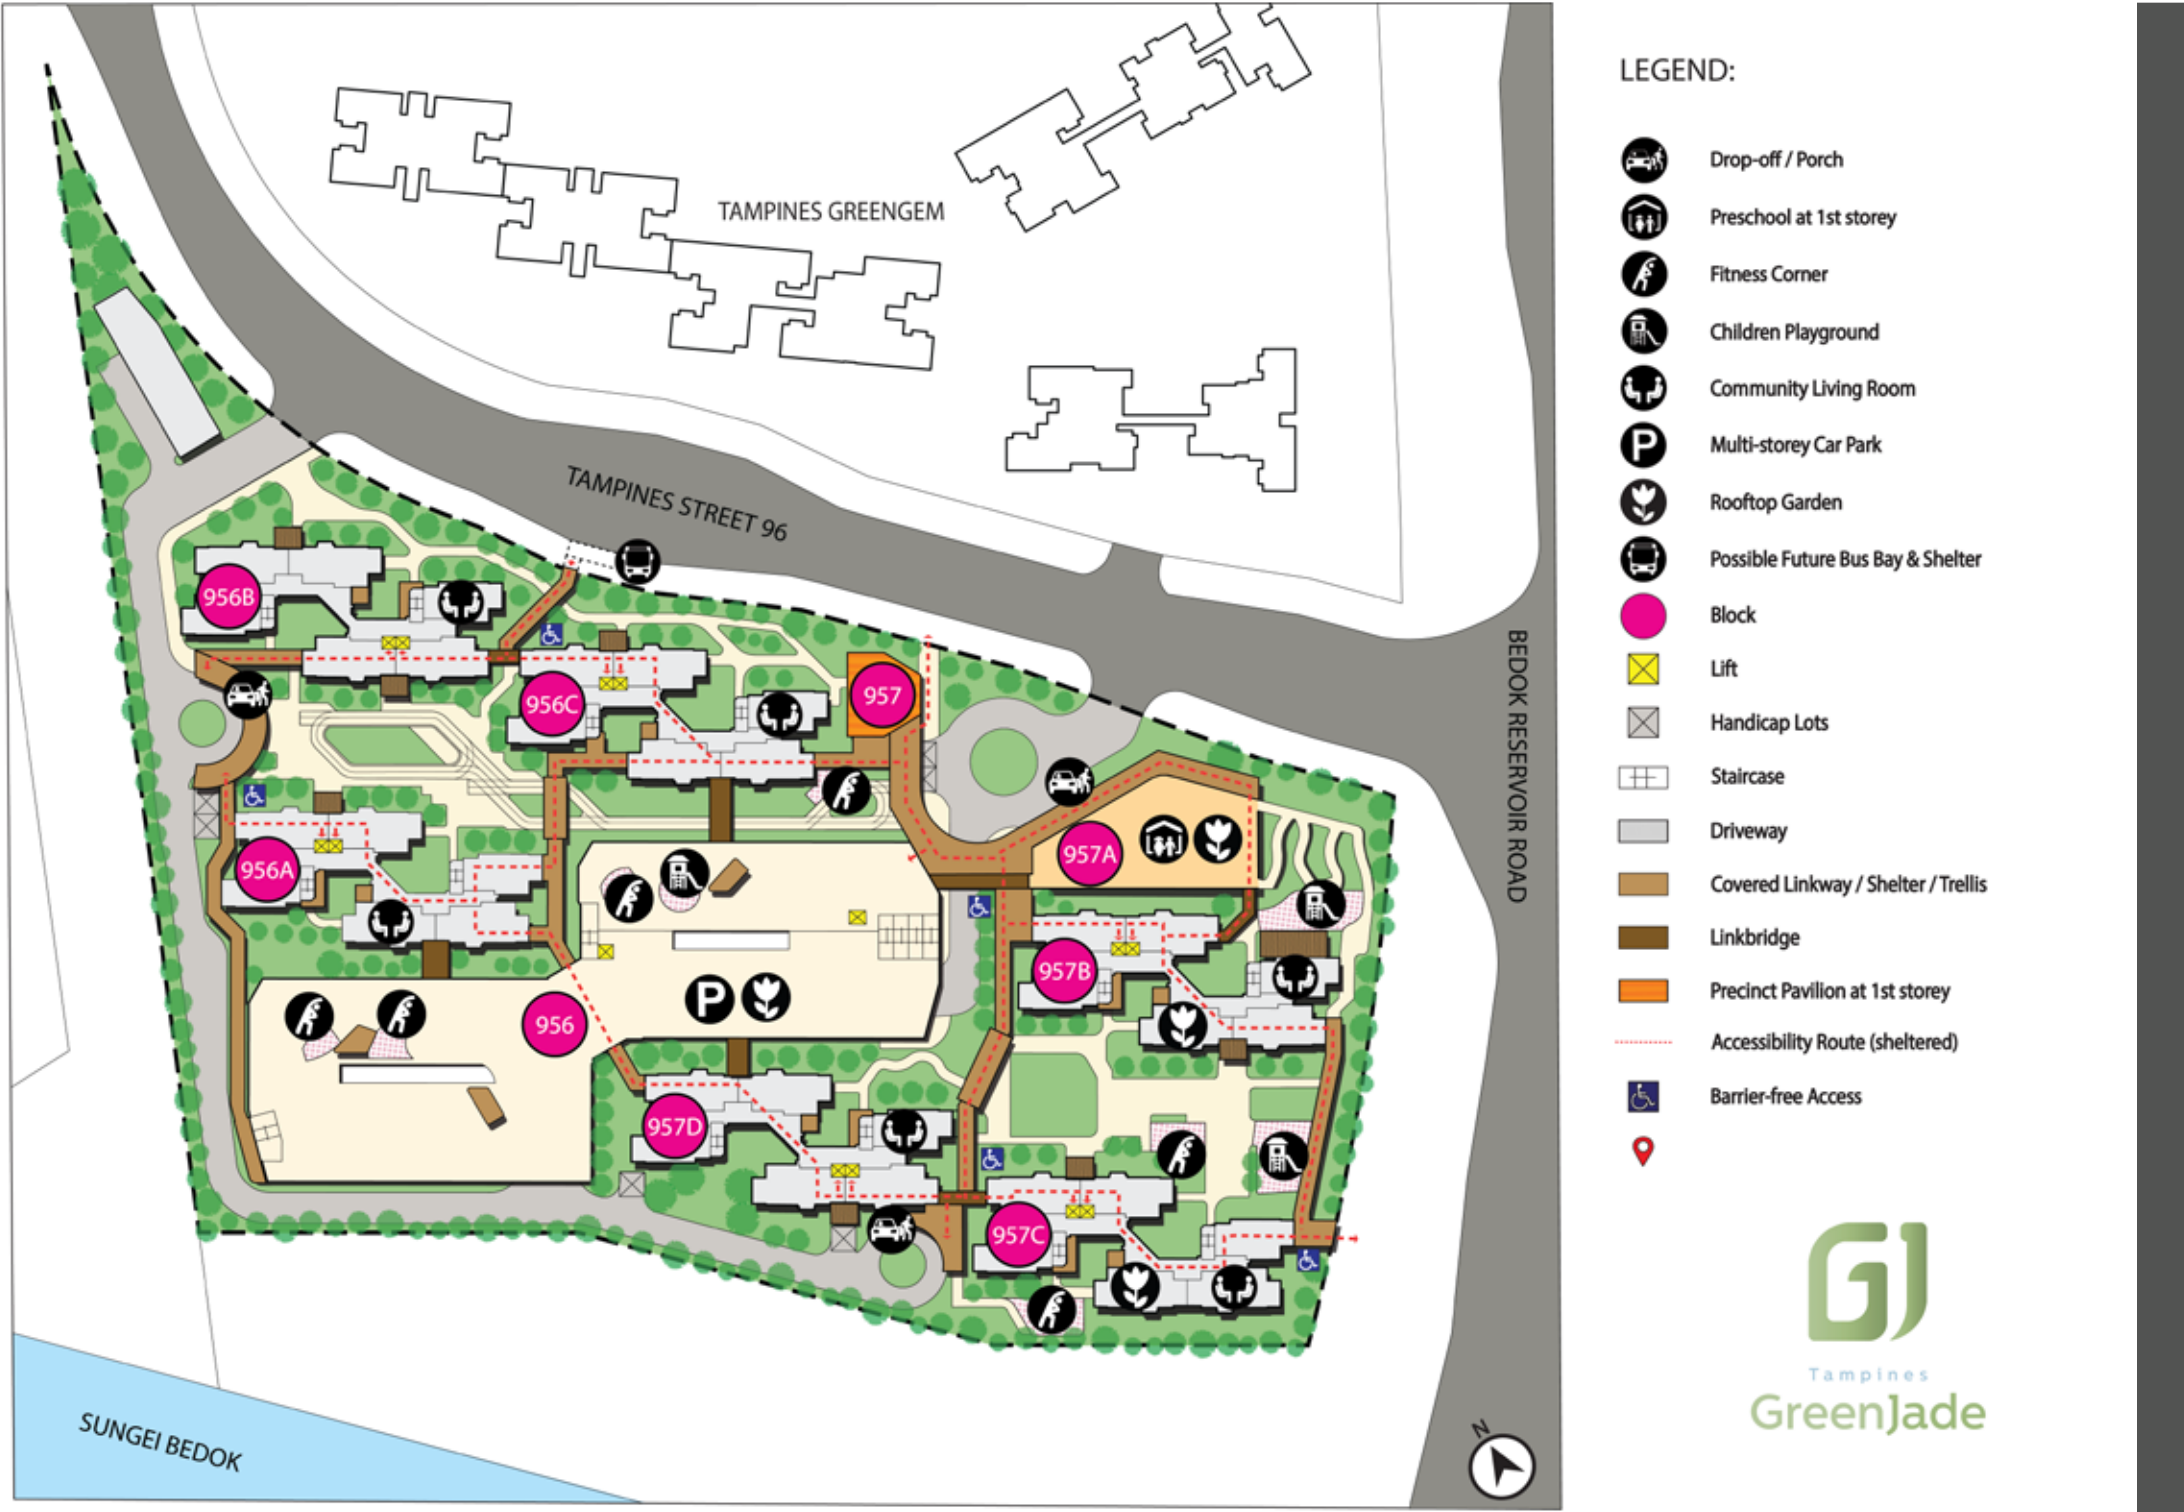 TAMPINES GREENGEM
TAMPINES STREET 96
BEDOK RESERVOIR ROAD
956B
956C
957
956A
957A
957B
956
P
957D
957C
SUNGEI BEDOK
N
LEGEND:
Drop-off / Porch
Preschool at 1st storey
Fitness Corner
Children Playground
Community Living Room
P Multi-storey Car Park
Rooftop Garden
Possible Future Bus Bay & Shelter
Block
Lift
Handicap Lots
Staircase
Driveway
Covered Linkway / Shelter / Trellis
Linkbridge
Precinct Pavilion at 1st storey
Accessibility Route (sheltered)
Barrier-free Access
GJ
Tampines
GreenJade